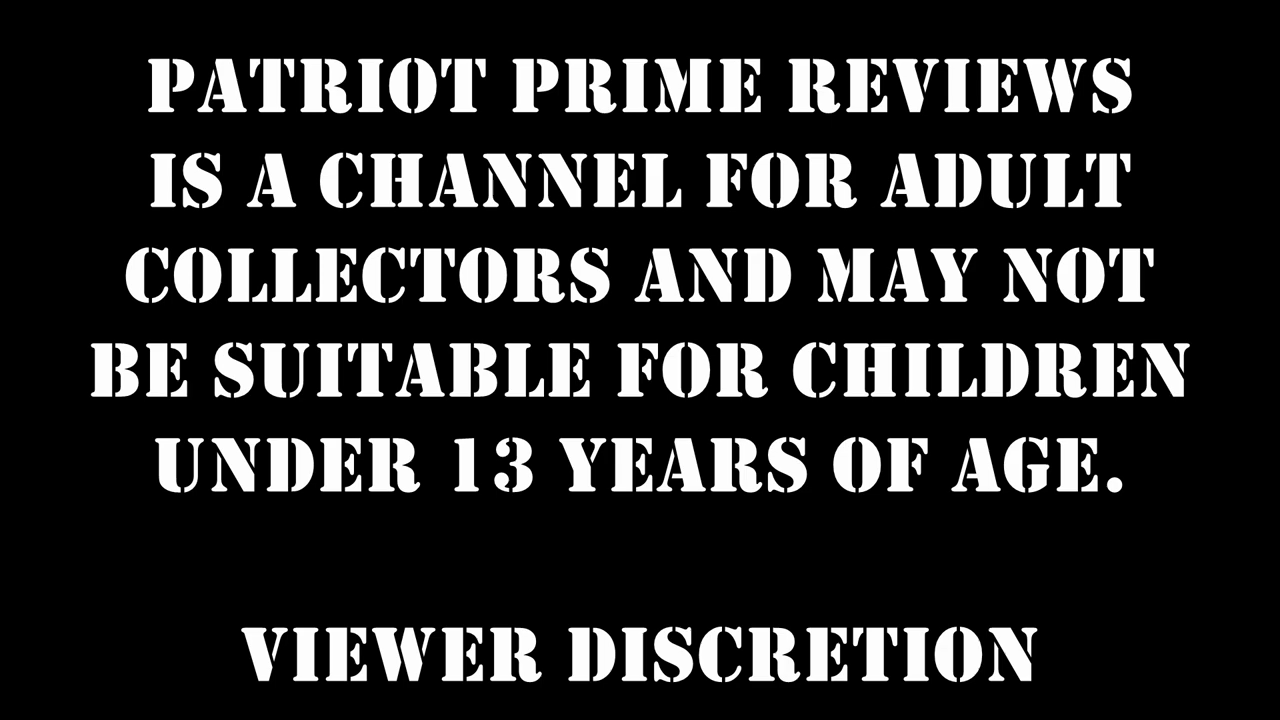 PATRIOT PRIME REVIEWS
IS A CHANNEL FOR ADULT
COLLECTORS AND MAY NOT
BE SUITABLE FOR CHILDREN
UNDER 13 YEARS OF AGE.
VIEWER DISCRETION